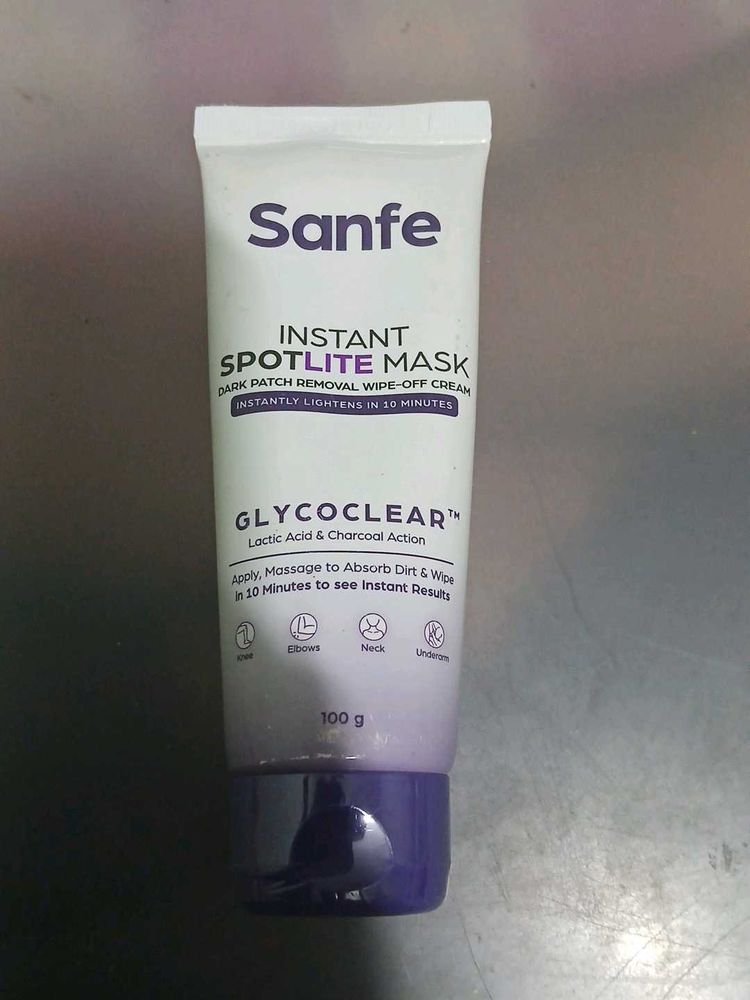 Sanfe
INSTANT
SPOTLITE MASK
DARK PATCH REMOVAL WIPE-OFF CREAM
INSTANTLY LIGHTENS IN 10 MINUTES
GLYCOCLEAR™
Lactic Acid & Charcoal Action
Apply, Massage to Absorb Dirt & Wipe
in 10 Minutes to see Instant Results
Knee Elbows Neck Underarm
100 g